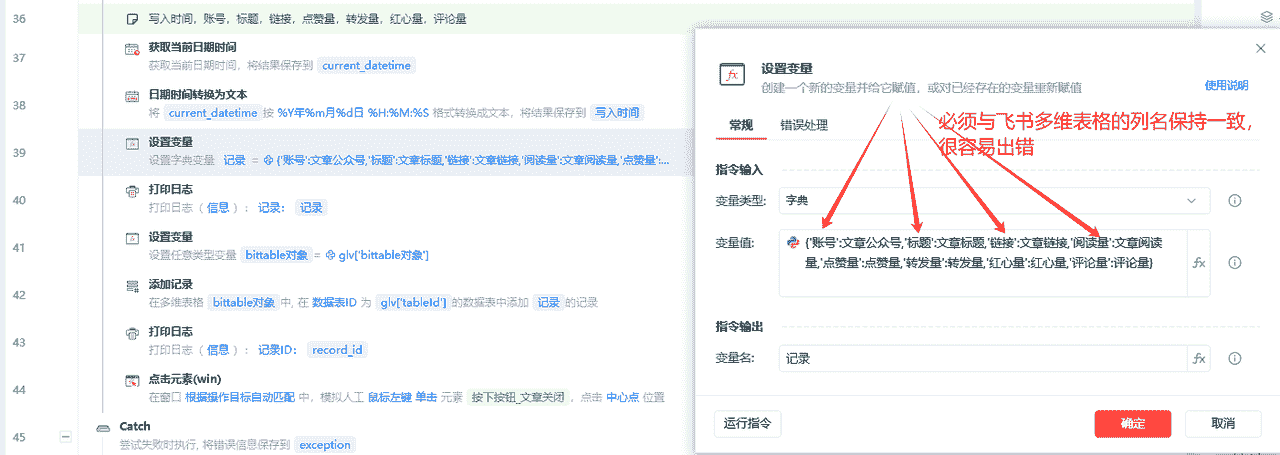 36
写入时间，账号，标题，链接，点赞量，转发量，红心量，评论量
37
获取当前日期时间
获取当前日期时间，将结果保存到 current_datetime
38
日期时间转换为文本
将 current_datetime 按 %Y年%m月%d日 %H:%M:%S 格式转换成文本，将结果保存到 写入时间
39
设置变量
设置字典变量 记录 = {'账号':文章公众号,'标题':文章标题,'链接':文章链接,'阅读量':文章阅读量,'点赞量':...
40
打印日志
打印日志（ 信息 ）： 记录： 记录
41
设置变量
设置任意类型变量 bittable对象 = glv['bittable对象']
42
添加记录
在多维表格 bittable对象 中, 在 数据表ID 为 glv['tableId'] 的数据表中添加 记录 的记录
43
打印日志
打印日志（ 信息 ）： 记录ID： record_id
44
点击元素(win)
在窗口 根据操作目标自动匹配 中，模拟人工 鼠标左键 单击 元素 按下按钮_文章关闭 ，点击 中心点 位置
45
Catch
尝试失败时执行, 将错误信息保存到 exception
fx
设置变量
创建一个新的变量并给它赋值，或对已经存在的变量重新赋值
使用说明
常规 错误处理
必须与飞书多维表格的列名保持一致，
很容易出错
指令输入
变量类型: 字典
变量值: {'账号':文章公众号,'标题':文章标题,'链接':文章链接,'阅读量':文章阅读
量,'点赞量':点赞量,'转发量':转发量,'红心量':红心量,'评论量':评论量}
fx
指令输出
变量名: 记录 fx
运行指令 确定 取消